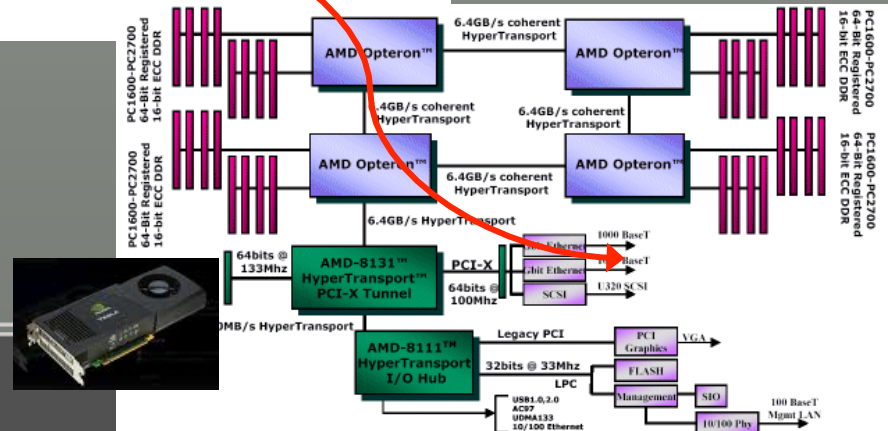 PC1600-PC2700
64-Bit Registered
16-bit ECC DDR
AMD Opteron™
6.4GB/s coherent
HyperTransport
AMD Opteron™
PC1600-PC2700
64-Bit Registered
16-bit ECC DDR
.4GB/s coherent
HyperTransport
6.4GB/s coherent
HyperTransport
PC1600-PC2700
64-Bit Registered
16-bit ECC DDR
AMD Opteron™
6.4GB/s coherent
HyperTransport
AMD Opteron™
PC1600-PC2700
64-Bit Registered
16-bit ECC DDR
6.4GB/s HyperTransport
64bits @
133Mhz
AMD-8131™
HyperTransport™
PCI-X Tunnel
PCI-X
64bits @
100Mhz
Gbit Ethernet
1000 BaseT
Gbit Ethernet
BaseT
SCSI
U320 SCSI
TESLA
0MB/s HyperTransport
AMD-8111™
HyperTransport
I/O Hub
Legacy PCI
PCI
Graphics
VGA
32bits @ 33Mhz
LPC
FLASH
Management
SIO
10/100 Phy
100 BaseT
Mgmt LAN
USB1.0,2.0
AC97
UDMA133
10/100 Ethernet